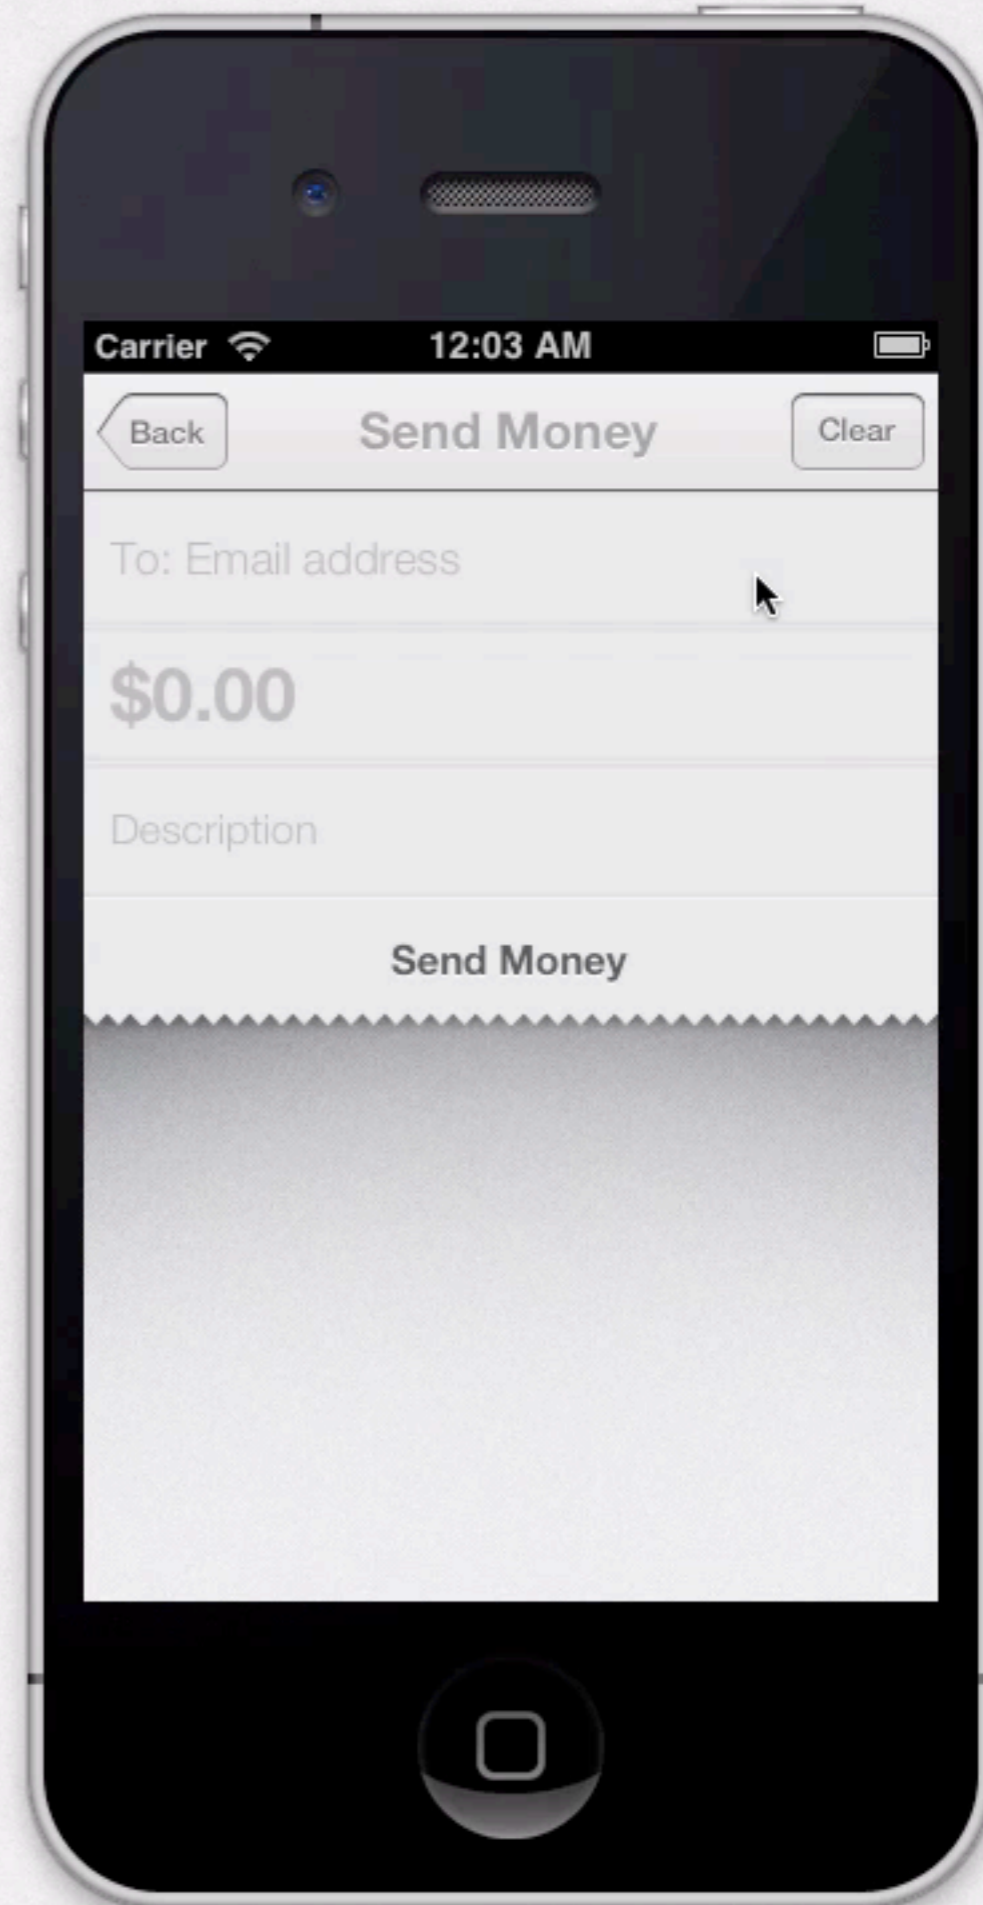 Carrier 12:03 AM
Back Send Money Clear
To: Email address
$0.00
Description
Send Money